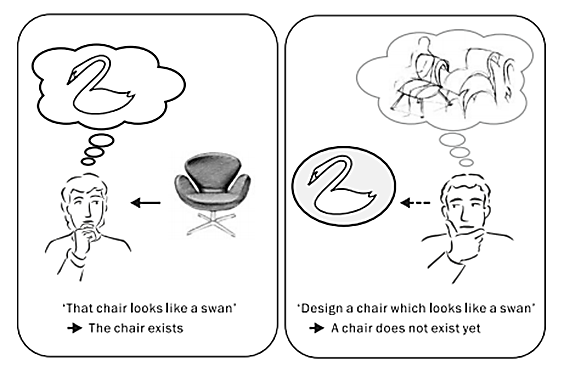 ‘That chair looks like a swan’
➔ The chair exists
‘Design a chair which looks like a swan’
➔ A chair does not exist yet